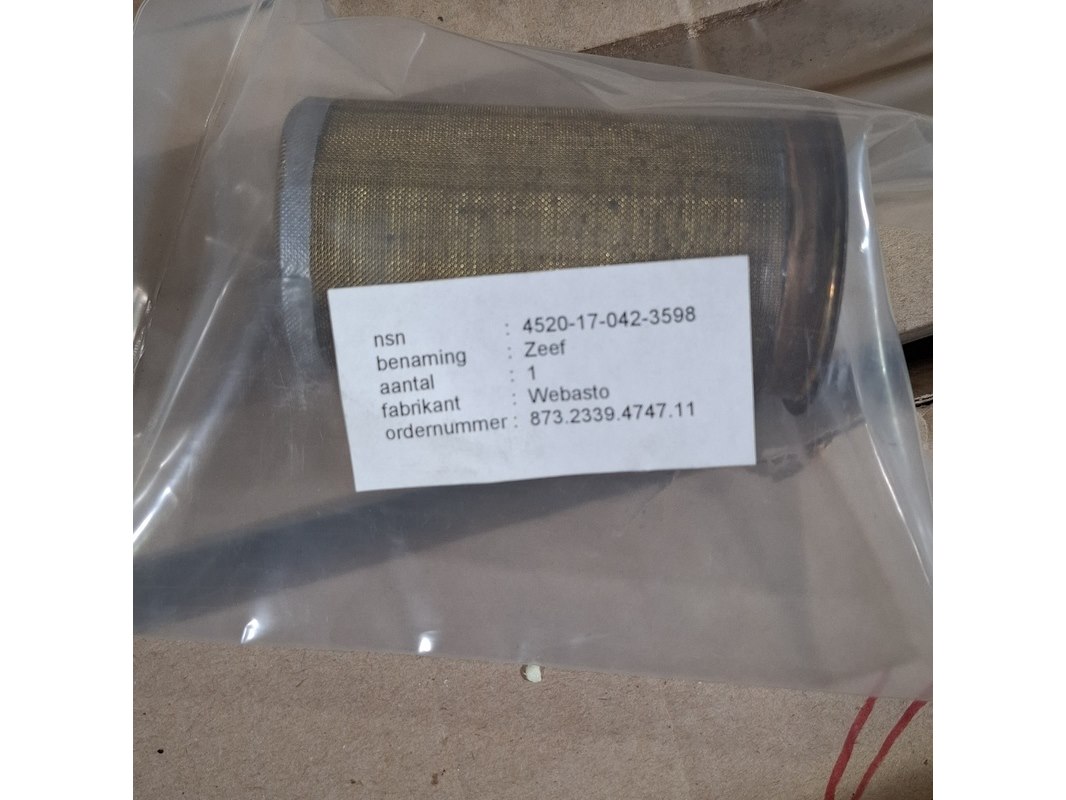 nsn : 4520-17-042-3598
benaming : Zeef
aantal : 1
fabrikant : Webasto
ordernummer : 873.2339.4747.11